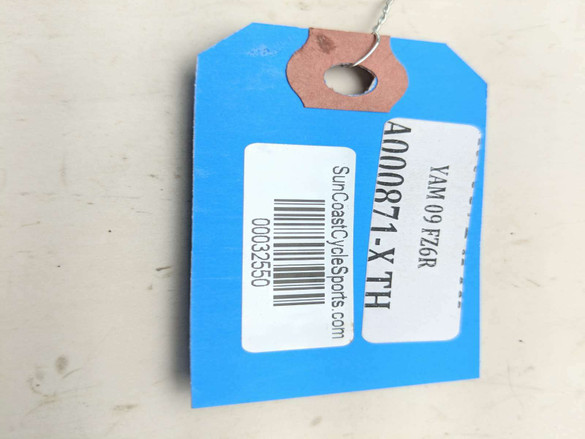 YAM 09 FZ6R
A000871-X TH
SunCoastCycleSports.com
00032550